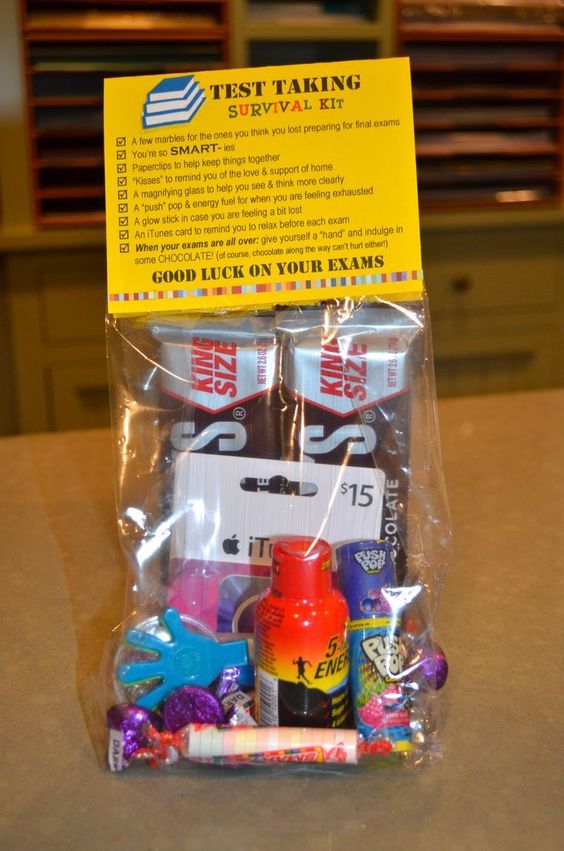 TEST TAKING
SURVIVAL KIT
A few marbles for the ones you think you lost preparing for final exams
You're so SMART- ies
Paperclips to help keep things together
"Kisses" to remind you of the love & support of home
A magnifying glass to help you see & think more clearly
A "push" pop & energy fuel for when you are feeling exhausted
A glow stick in case you are feeling a bit lost
An iTunes card to remind you to relax before each exam
When your exams are all over: give yourself a "hand" and indulge in
some CHOCOLATE! (of course, chocolate along the way can't hurt either!)
GOOD LUCK ON YOUR EXAMS
KING SIZE
KING SIZE
S®
S®
$15
iT
PUSH POP
5-
ENER
PUSH POP
COLATE
DAR